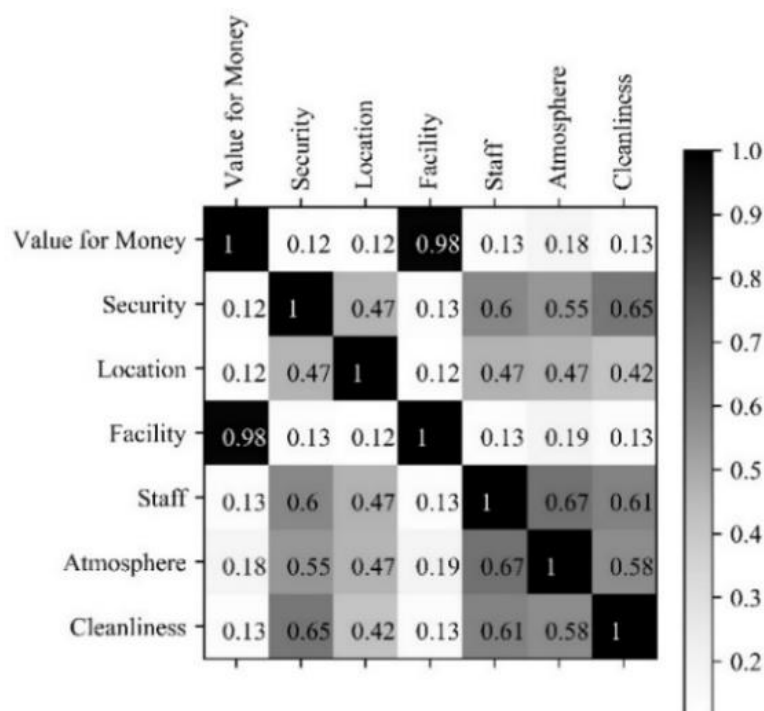 Value for Money
Security
Location
Facility
Staff
Atmosphere
Cleanliness
Value for Money 1 0.12 0.12 0.98 0.13 0.18 0.13
Security 0.12 1 0.47 0.13 0.6 0.55 0.65
Location 0.12 0.47 1 0.12 0.47 0.47 0.42
Facility 0.98 0.13 0.12 1 0.13 0.19 0.13
Staff 0.13 0.6 0.47 0.13 1 0.67 0.61
Atmosphere 0.18 0.55 0.47 0.19 0.67 1 0.58
Cleanliness 0.13 0.65 0.42 0.13 0.61 0.58 1
1.0
0.9
0.8
0.7
0.6
0.5
0.4
0.3
0.2